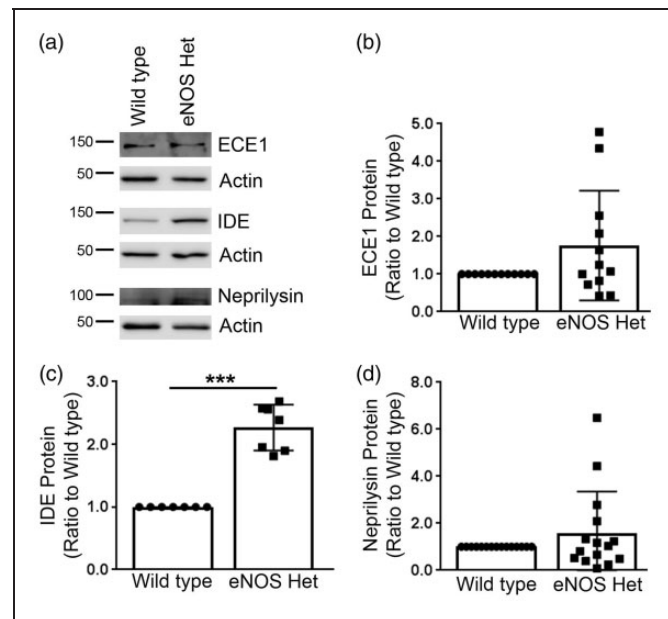 (a)
Wild type
eNOS Het
150
ECE1
50
Actin
150
IDE
50
Actin
100
Neprilysin
50
Actin
(b)
ECE1 Protein
(Ratio to Wild type)
5.0
4.0
3.0
2.0
1.0
0.0
Wild type eNOS Het
(c)
IDE Protein
(Ratio to Wild type)
3.0
2.0
1.0
0.0
***
Wild type eNOS Het
(d)
Neprilysin Protein
(Ratio to Wild type)
8.0
6.0
4.0
2.0
0.0
Wild type eNOS Het